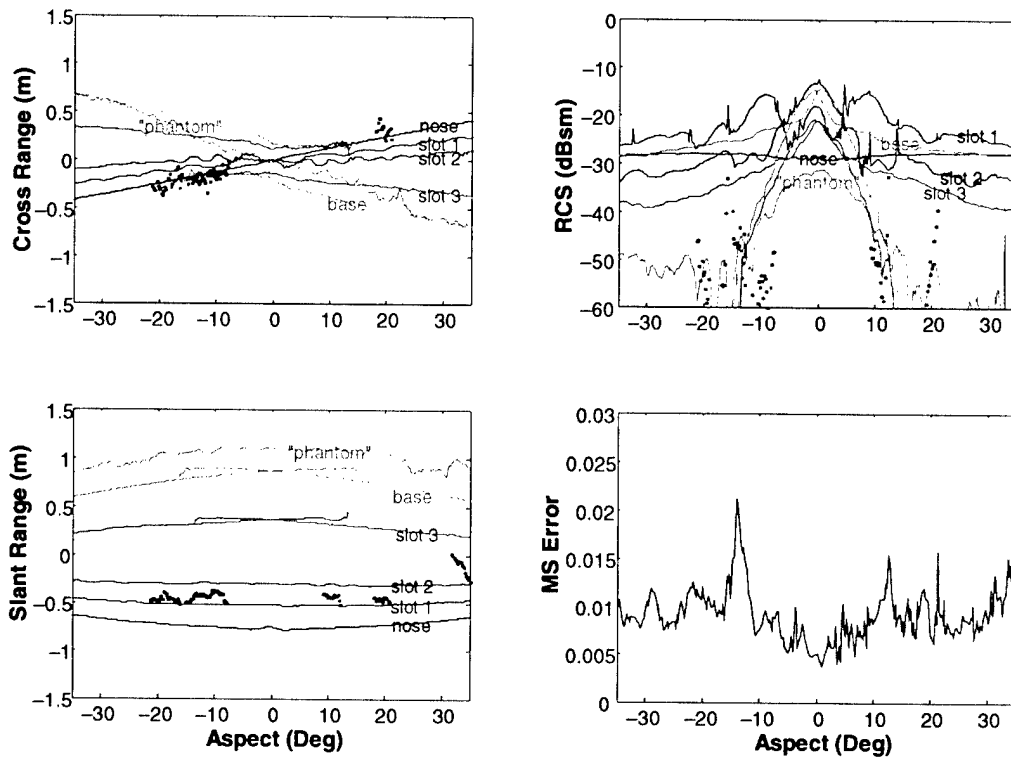 Cross Range (m)
1.5
1
0.5
0
−0.5
−1
−1.5
−30 −20 −10 0 10 20 30
"phantom"
nose
slot 1
slot 2
slot 3
base
RCS (dBsm)
0
−10
−20
−30
−40
−50
−60
−30 −20 −10 0 10 20 30
slot 1
base
nose
slot 2
"phantom"
slot 3
Slant Range (m)
1.5
1
0.5
0
−0.5
−1
−1.5
−30 −20 −10 0 10 20 30
Aspect (Deg)
"phantom"
base
slot 3
slot 2
slot 1
nose
MS Error
0.03
0.025
0.02
0.015
0.01
0.005
0
−30 −20 −10 0 10 20 30
Aspect (Deg)